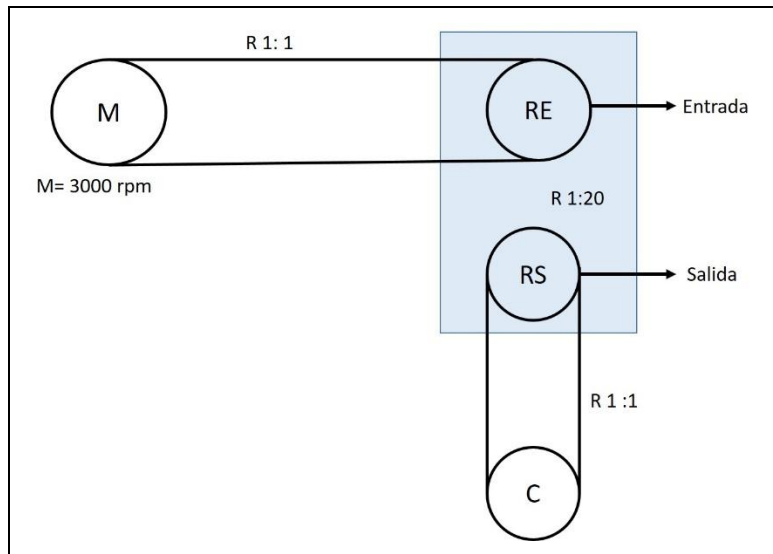 R 1: 1
M
RE
Entrada
M= 3000 rpm
R 1:20
RS
Salida
R 1 :1
C